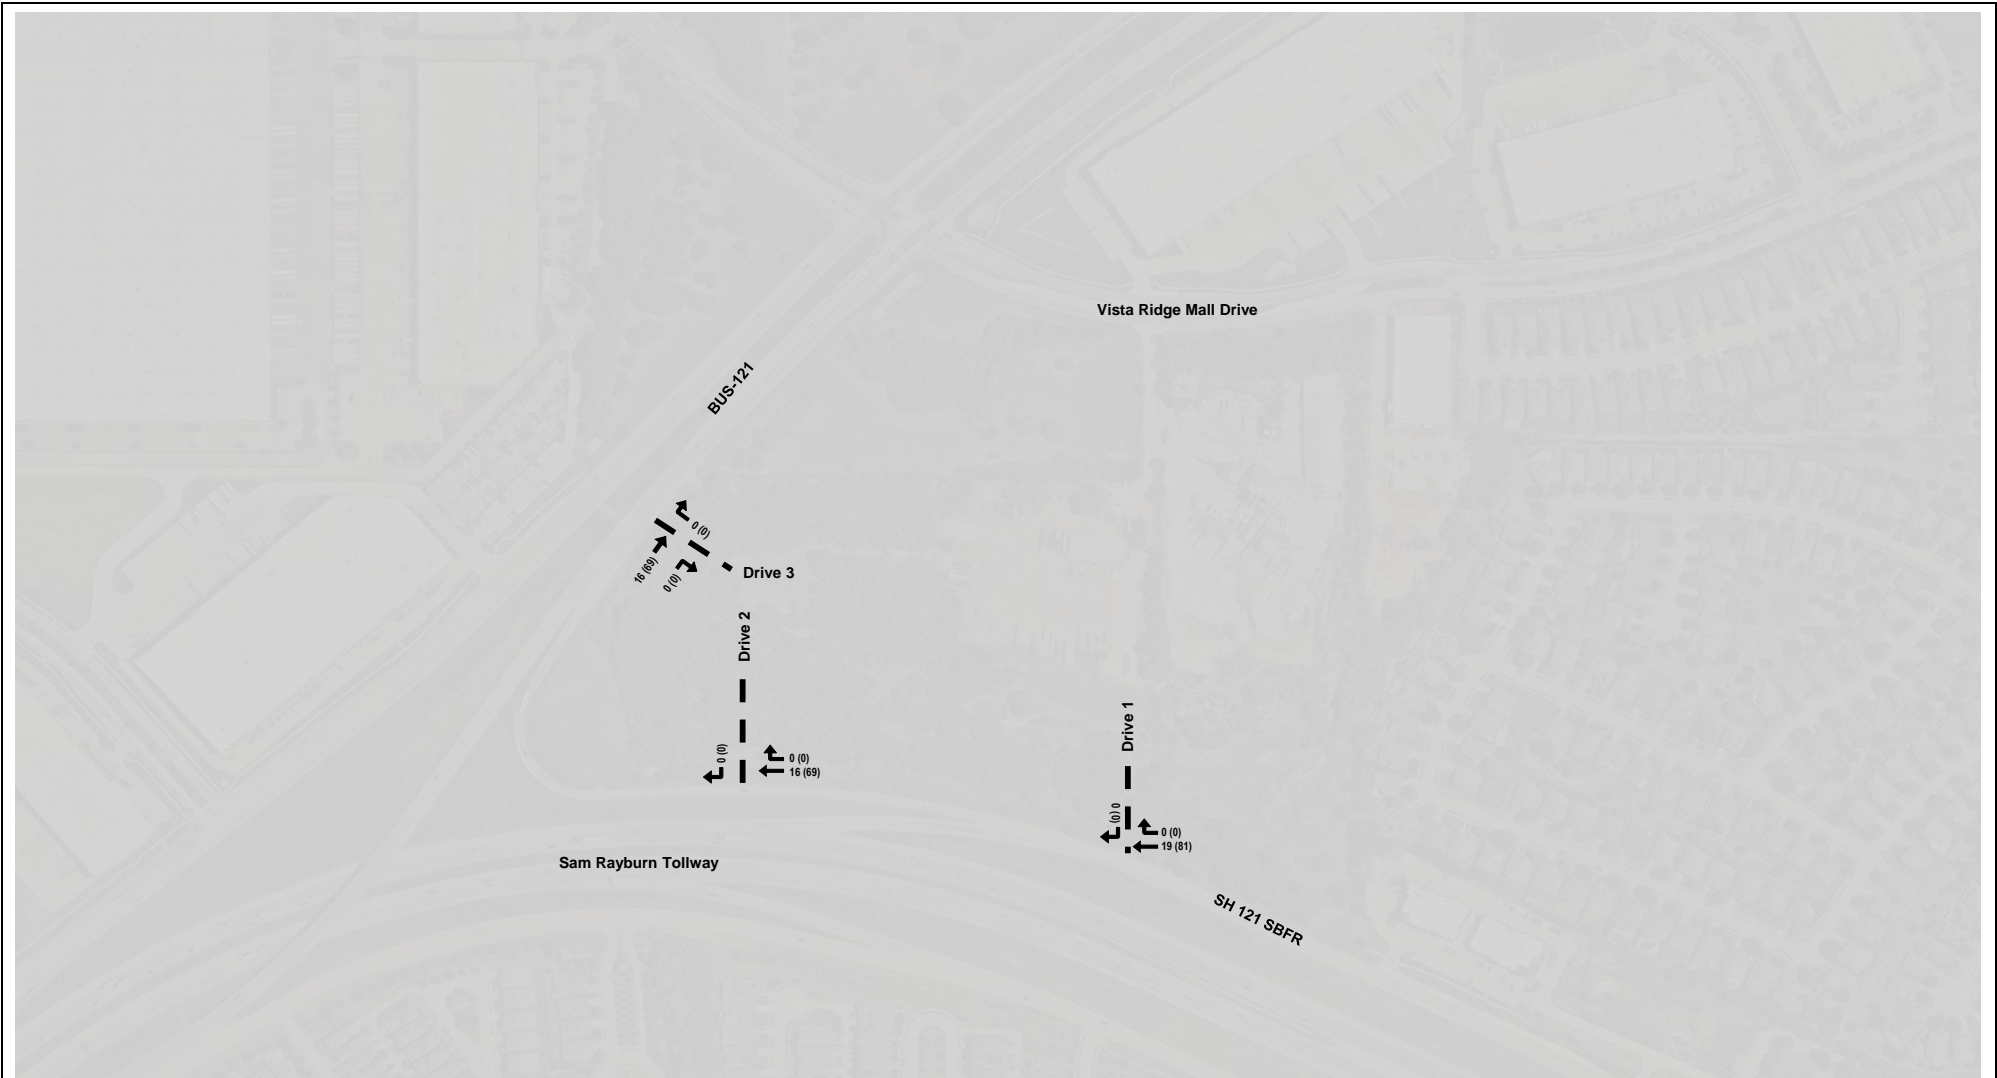 Vista Ridge Mall Drive
BUS-121
0 (0)
16 (69)
0 (0)
Drive 3
Drive 2
0 (0)
0 (0)
16 (69)
Drive 1
0 (0)
0 (0)
19 (81)
Sam Rayburn Tollway
SH 121 SBFR